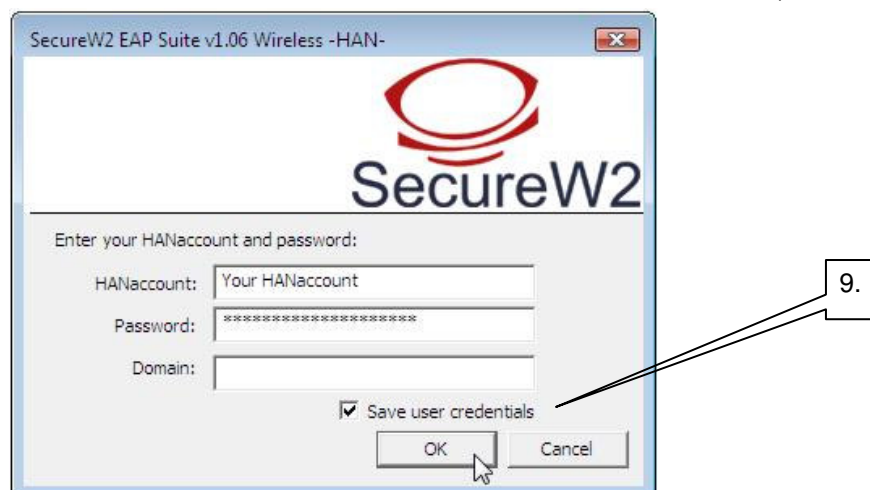 SecureW2 EAP Suite v1.06 Wireless -HAN-
SecureW2
Enter your HANaccount and password:
HANaccount: Your HANaccount
Password: ********************
Domain:
Save user credentials
OK Cancel
9.